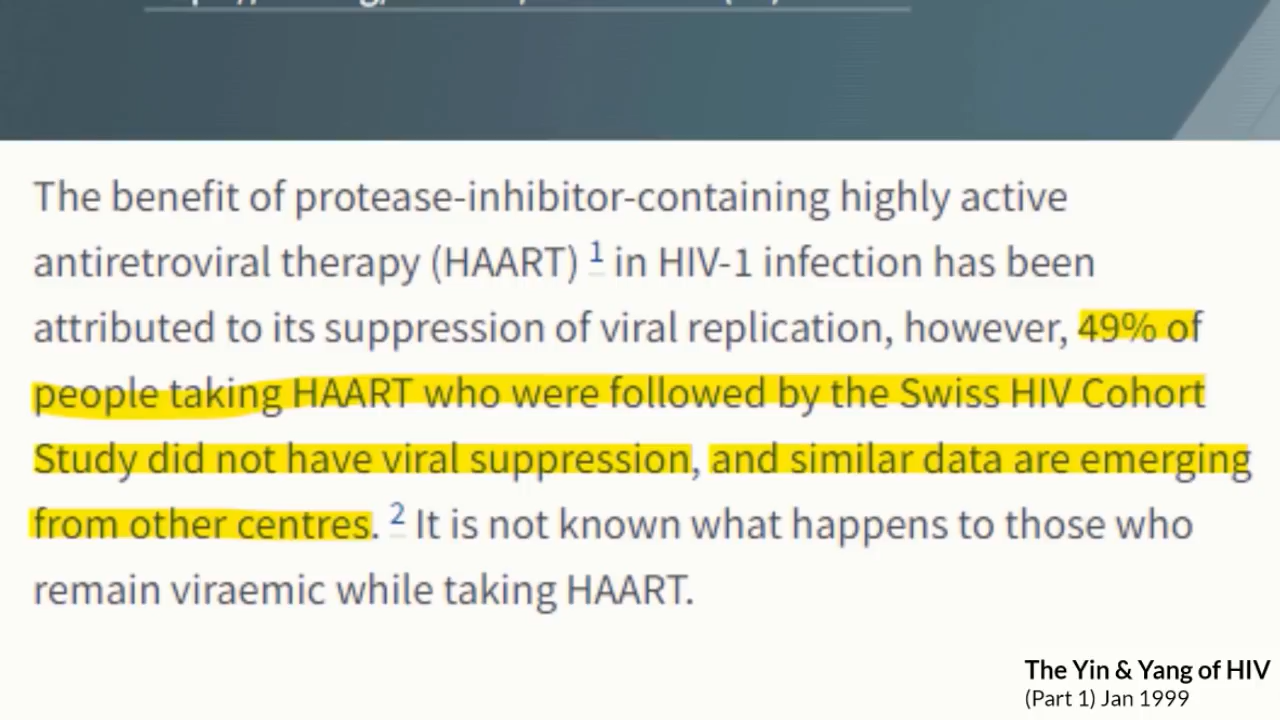 The benefit of protease-inhibitor-containing highly active
antiretroviral therapy (HAART) 1 in HIV-1 infection has been
attributed to its suppression of viral replication, however, 49% of
people taking HAART who were followed by the Swiss HIV Cohort
Study did not have viral suppression, and similar data are emerging
from other centres. 2 It is not known what happens to those who
remain viraemic while taking HAART.
The Yin & Yang of HIV
(Part 1) Jan 1999